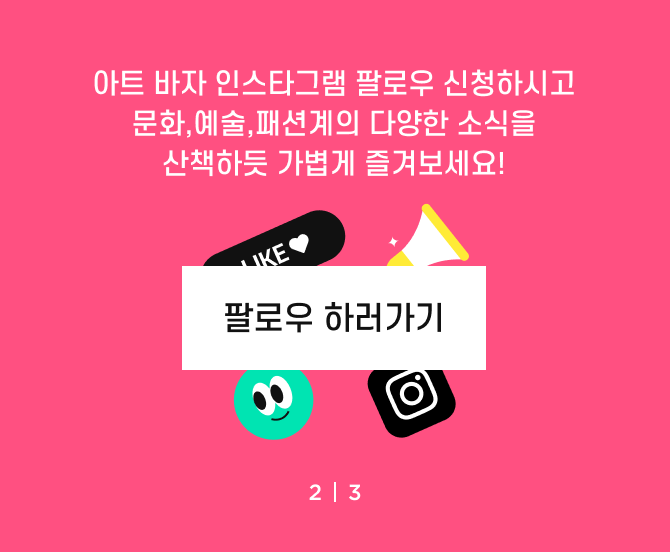 아트 바자 인스타그램 팔로우 신청하시고
문화,예술,패션계의 다양한 소식을
산책하듯 가볍게 즐겨보세요!
LIKE
팔로우 하러가기
2 | 3